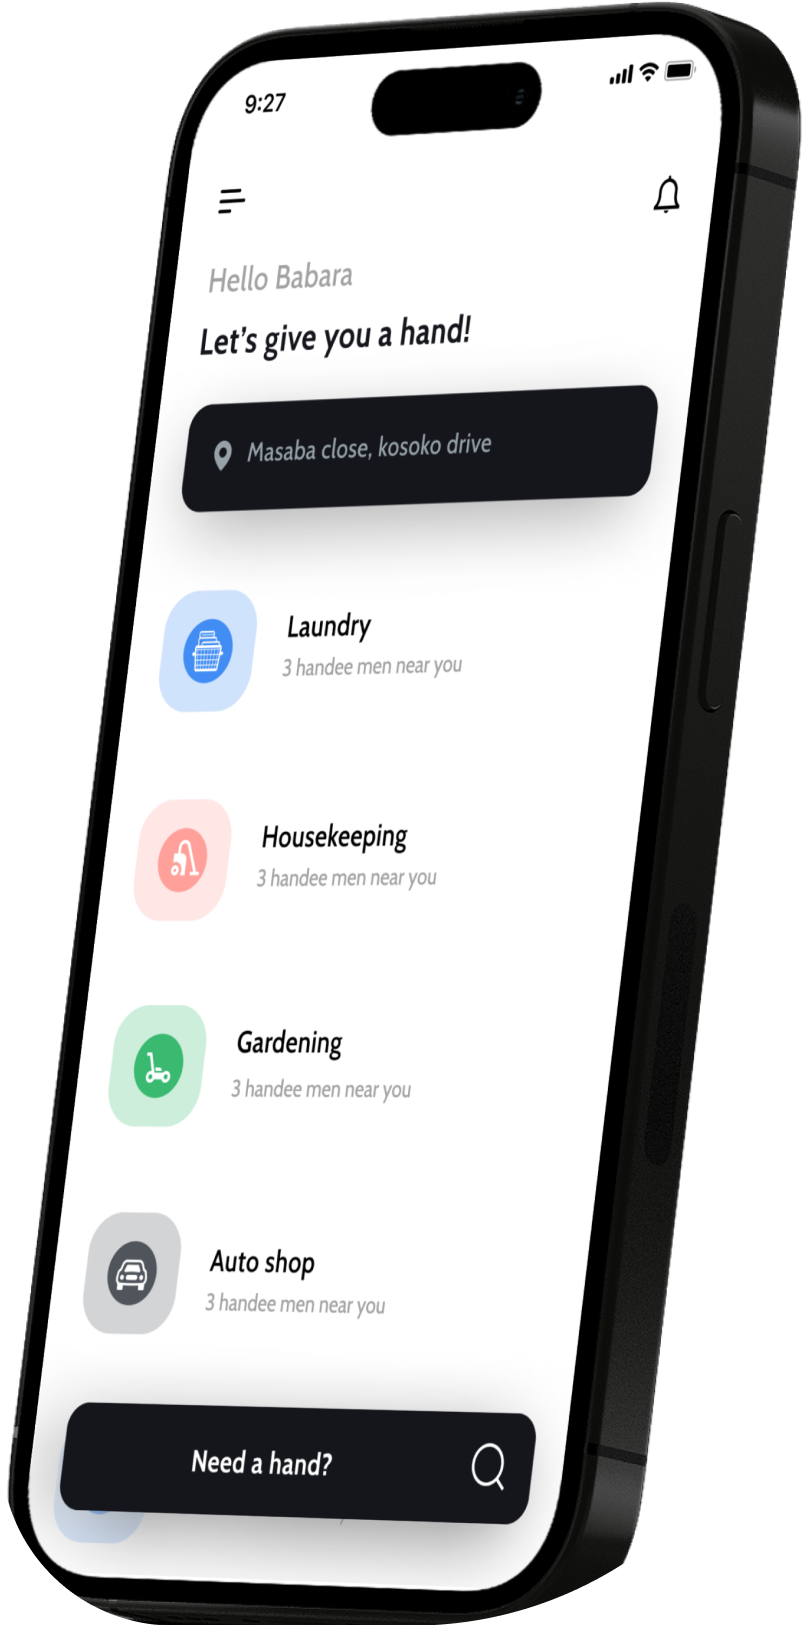 9:27
Hello Babara
Let's give you a hand!
Masaba close, kosoko drive
Laundry
3 handee men near you
Housekeeping
3 handee men near you
Gardening
3 handee men near you
Auto shop
3 handee men near you
Need a hand?